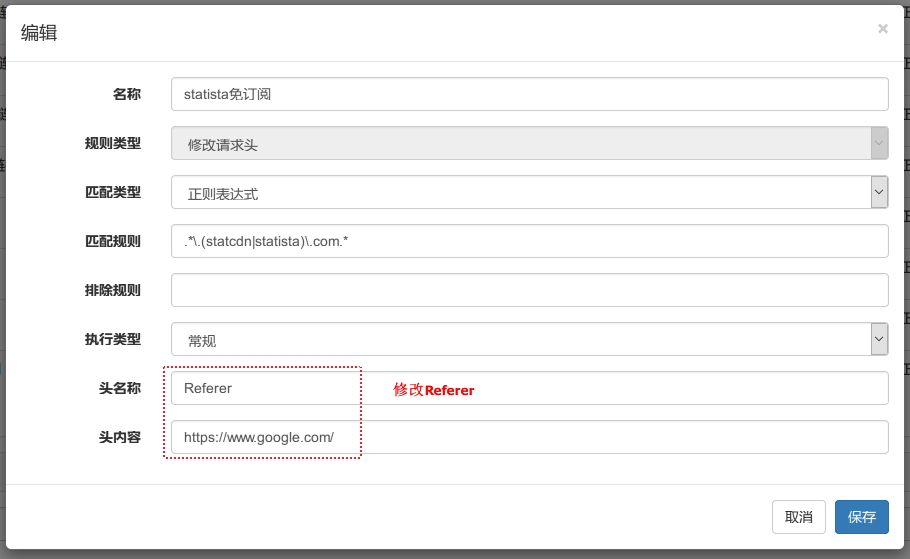 编辑
×
名称 statista免订阅
规则类型 修改请求头
匹配类型 正则表达式
匹配规则 .*\.(statcdn|statista)\.com.*
排除规则
执行类型 常规
头名称 Referer 修改Referer
头内容 https://www.google.com/
取消 保存